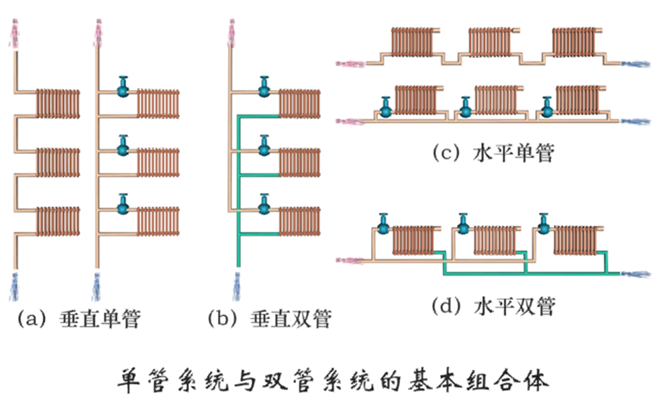 (a) 垂直单管
(b) 垂直双管
(c) 水平单管
(d) 水平双管
单管系统与双管系统的基本组合体